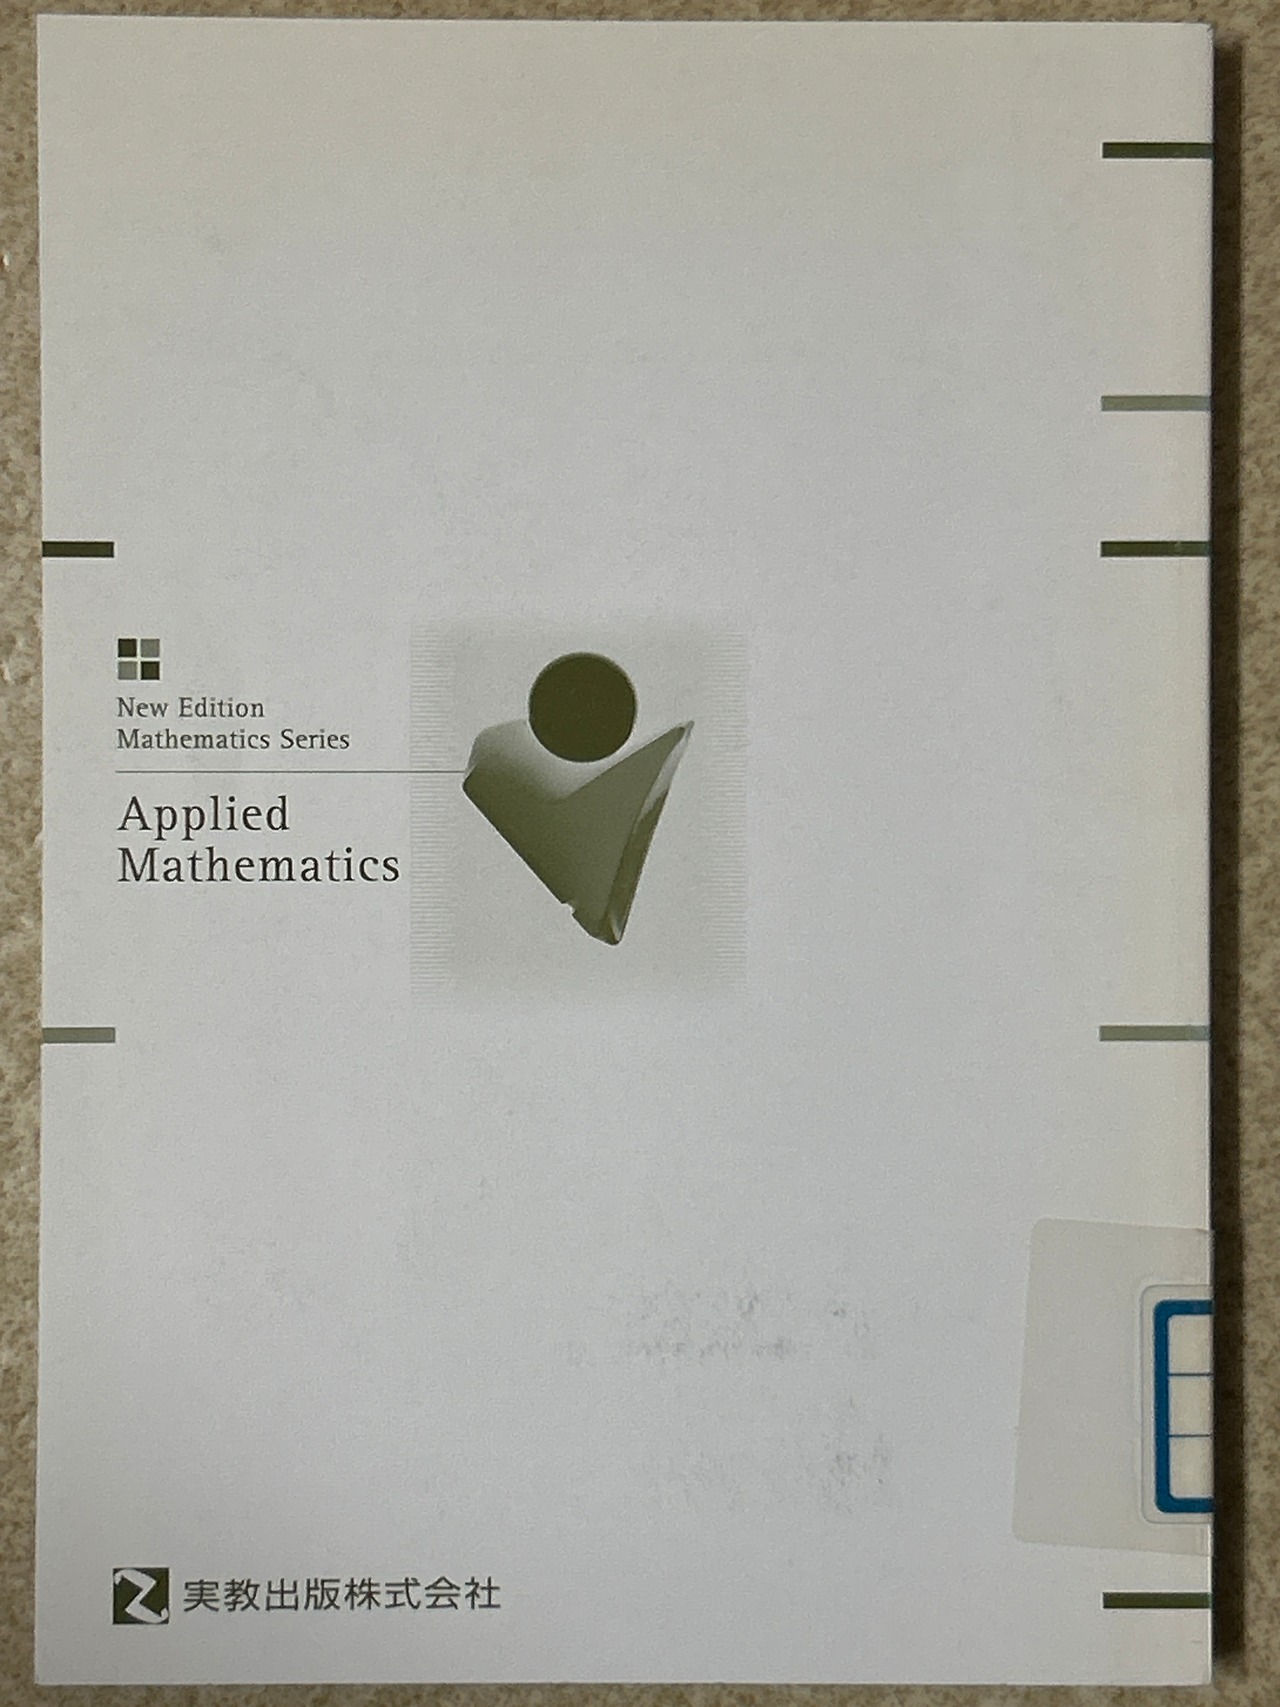 New Edition
Mathematics Series
Applied
Mathematics
実教出版株式会社